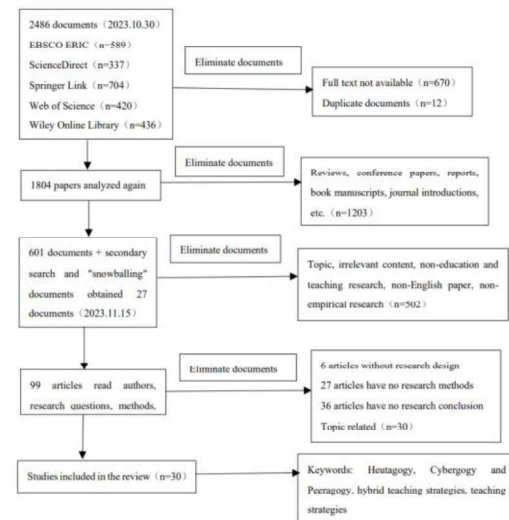 2486 documents（2023.10.30）
EBSCO ERIC（n=589）
ScienceDirect（n=337）
Springer Link（n=704）
Web of Science（n=420）
Wiley Online Library（n=436）
Eliminate documents
Full text not available（n=670）
Duplicate documents（n=12）
1804 papers analyzed again
Eliminate documents
Reviews, conference papers, reports,
book manuscripts, journal introductions,
etc.（n=1203）
601 documents + secondary
search and "snowballing"
documents obtained 27
documents（2023.11.15）
Eliminate documents
Topic, irrelevant content, non-education and
teaching research, non-English paper, non-
empirical research（n=502）
99 articles read authors,
research questions, methods,
Eliminate documents
6 articles without research design
27 articles have no research methods
36 articles have no research conclusion
Topic related（n=30）
Studies included in the review（n=30）
Keywords: Heutagogy, Cybergogy and
Peeragogy, hybrid teaching strategies, teaching
strategies